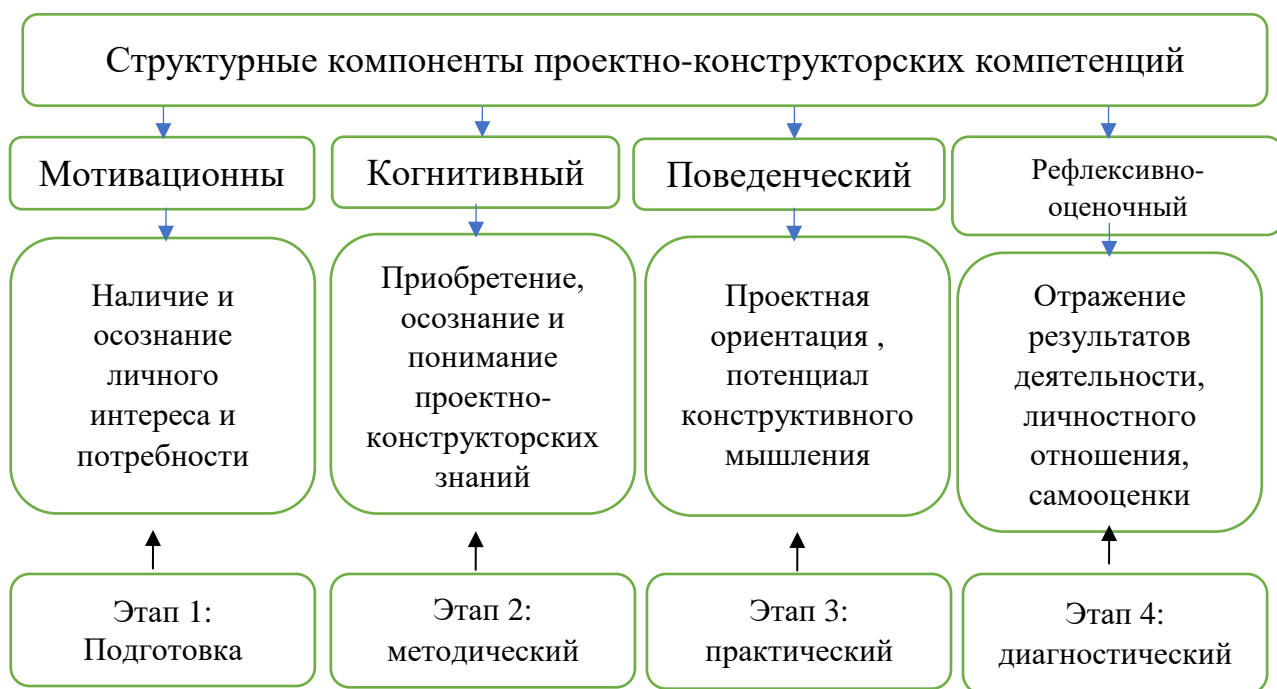 Структурные компоненты проектно-конструкторских компетенций
Мотивационны
Когнитивный
Поведенческий
Рефлексивно-
оценочный
Наличие и
осознание
личного
интереса и
потребности
Приобретение,
осознание и
понимание
проектно-
конструкторских
знаний
Проектная
ориентация ,
потенциал
конструктивного
мышления
Отражение
результатов
деятельности,
личностного
отношения,
самооценки
Этап 1:
Подготовка
Этап 2:
методический
Этап 3:
практический
Этап 4:
диагностический